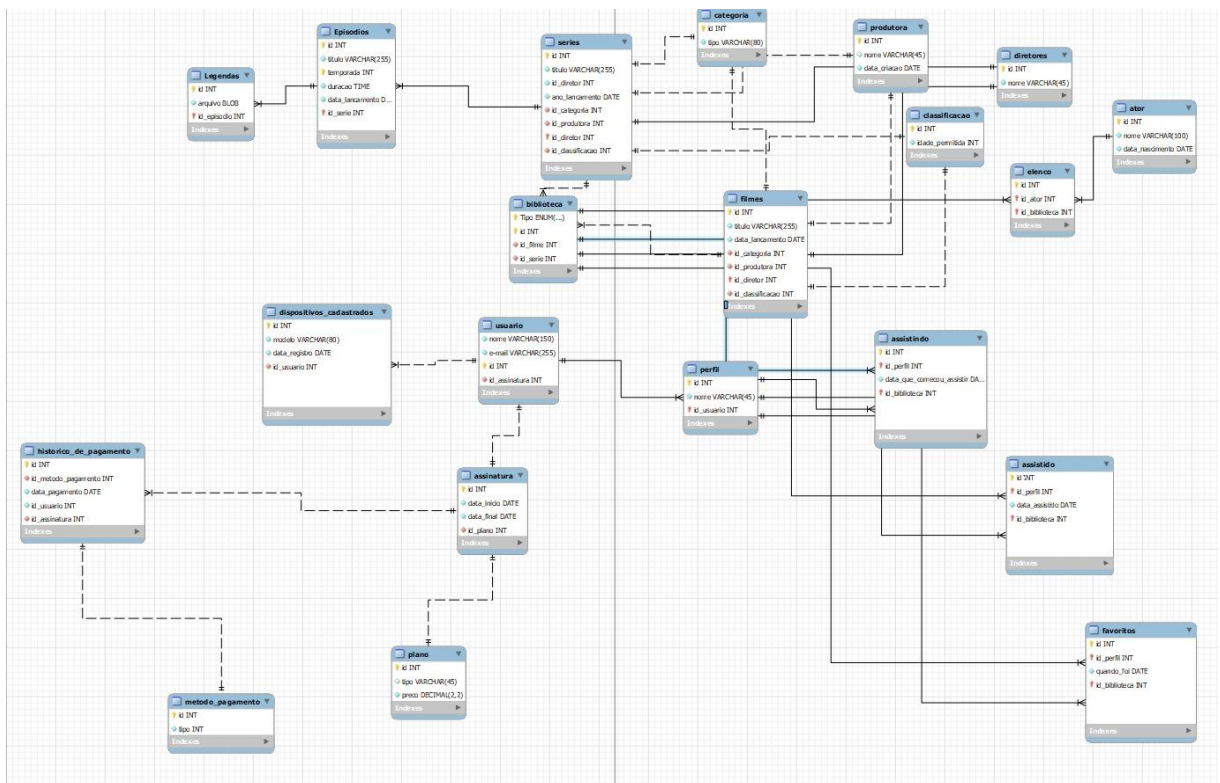 categoria
id INT
tipo VARCHAR(80)
Indexes
produtora
id INT
nome VARCHAR(45)
data_criacao DATE
Indexes
Episodios
id INT
titulo VARCHAR(255)
temporada INT
duracao TIME
data_lancamento D...
id_serie INT
Indexes
series
id INT
titulo VARCHAR(255)
id_diretor INT
ano_lancamento DATE
id_categoria INT
id_produtora INT
id_diretor INT
id_classificacao INT
Indexes
diretores
id INT
nome VARCHAR(45)
Indexes
Legendas
id INT
arquivo BLOB
id_episodio INT
Indexes
classificacao
id INT
idade_permitida INT
Indexes
ator
id INT
nome VARCHAR(100)
data_nascimento DATE
Indexes
elenco
id INT
id_ator INT
id_biblioteca INT
Indexes
biblioteca
Tipo ENUM(...)
id INT
id_filme INT
id_serie INT
Indexes
filmes
id INT
titulo VARCHAR(255)
data_lancamento DATE
id_categoria INT
id_produtora INT
id_diretor INT
id_classificacao INT
Indexes
dispositivos_cadastrados
id INT
modelo VARCHAR(80)
data_registro DATE
id_usuario INT
Indexes
usuario
nome VARCHAR(150)
e-mail VARCHAR(255)
id INT
id_assinatura INT
Indexes
perfil
id INT
nome VARCHAR(45)
id_usuario INT
Indexes
assistindo
id INT
id_perfil INT
data_que_comecou_assistir DA...
id_biblioteca INT
Indexes
historico_de_pagamento
id INT
id_metodo_pagamento INT
data_pagamento DATE
id_usuario INT
id_assinatura INT
Indexes
assinatura
id INT
data_inicio DATE
data_final DATE
id_plano INT
Indexes
assistido
id INT
id_perfil INT
data_assistido DATE
id_biblioteca INT
Indexes
plano
id INT
tipo VARCHAR(45)
preco DECIMAL(2,2)
Indexes
favoritos
id INT
id_perfil INT
quando_foi DATE
id_biblioteca INT
Indexes
metodo_pagamento
id INT
tipo INT
Indexes